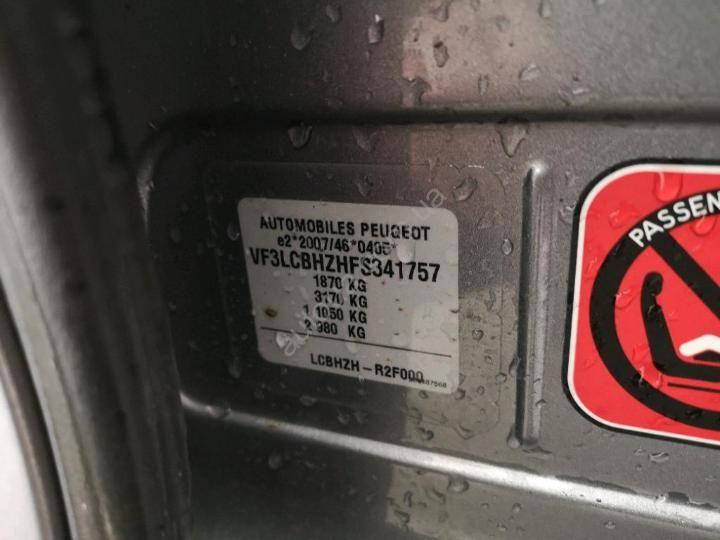 AUTOMOBILES PEUGEOT
e2*2007/46*0405*
VF3LCBHZHFS341757
1870 KG
3170 KG
1 1050 KG
2 980 KG
LCBHZH - R2F000
PASSEN